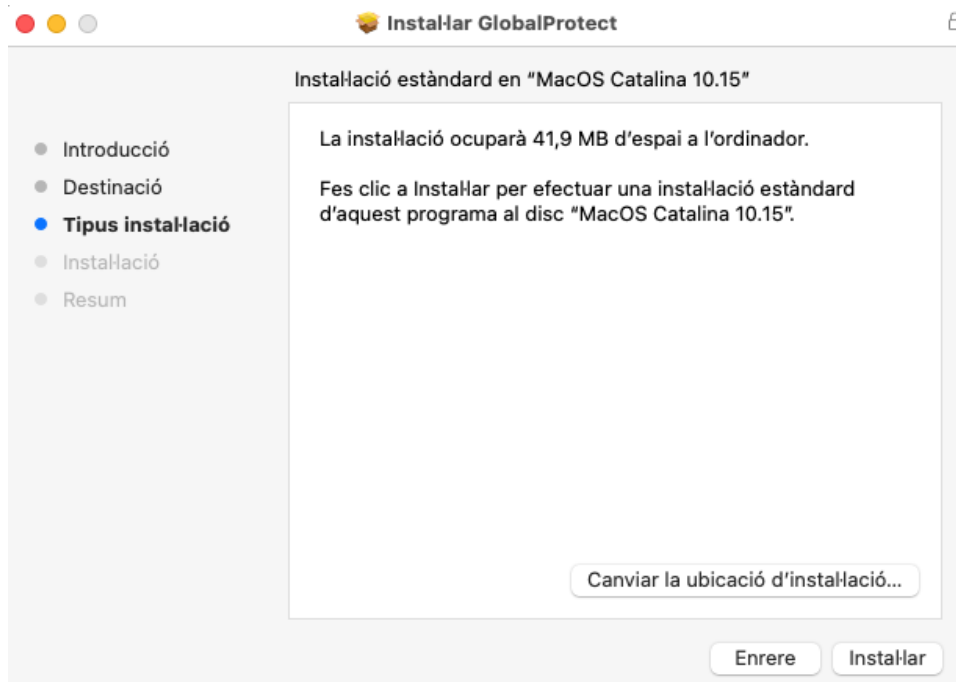 Instal·lar GlobalProtect
Instal·lació estàndard en “MacOS Catalina 10.15”
Introducció
Destinació
Tipus instal·lació
Instal·lació
Resum
La instal·lació ocuparà 41,9 MB d’espai a l’ordinador.
Fes clic a Instal·lar per efectuar una instal·lació estàndard
d’aquest programa al disc “MacOS Catalina 10.15”.
Canviar la ubicació d’instal·lació...
Enrere
Instal·lar